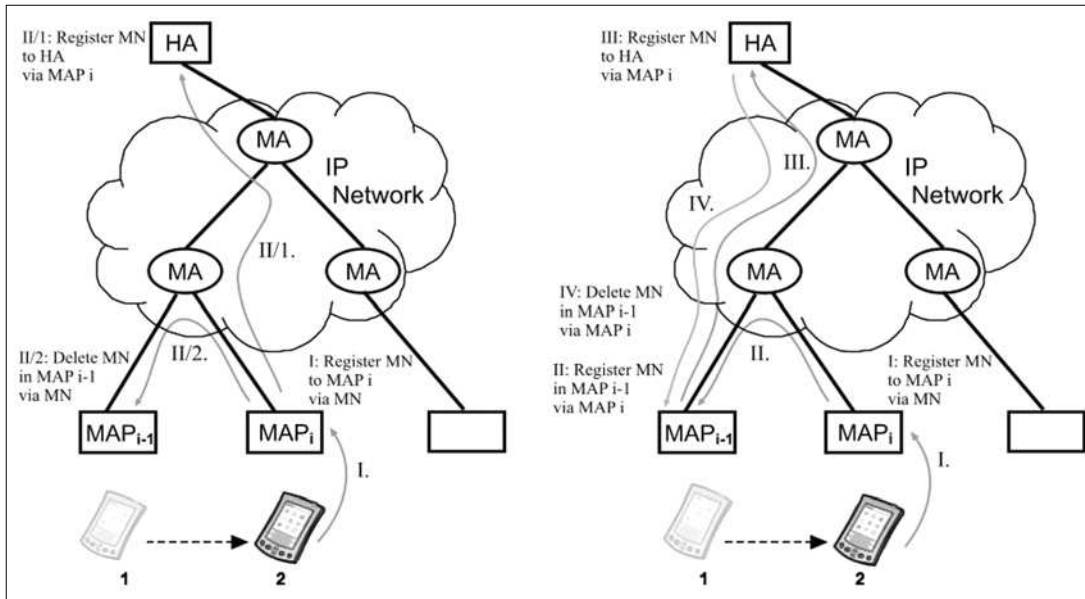 II/1: Register MN
to HA
via MAP i
HA
MA
IP
Network
II/1.
MA
MA
II/2.
II/2: Delete MN
in MAP i-1
via MN
I: Register MN
to MAP i
via MN
MAPi-1
MAPi
I.
1
2
III: Register MN
to HA
via MAP i
HA
MA
IP
Network
III.
IV.
MA
MA
IV: Delete MN
in MAP i-1
via MAP i
II.
II: Register MN
in MAP i-1
via MAP i
I: Register MN
to MAP i
via MN
MAPi-1
MAPi
I.
1
2